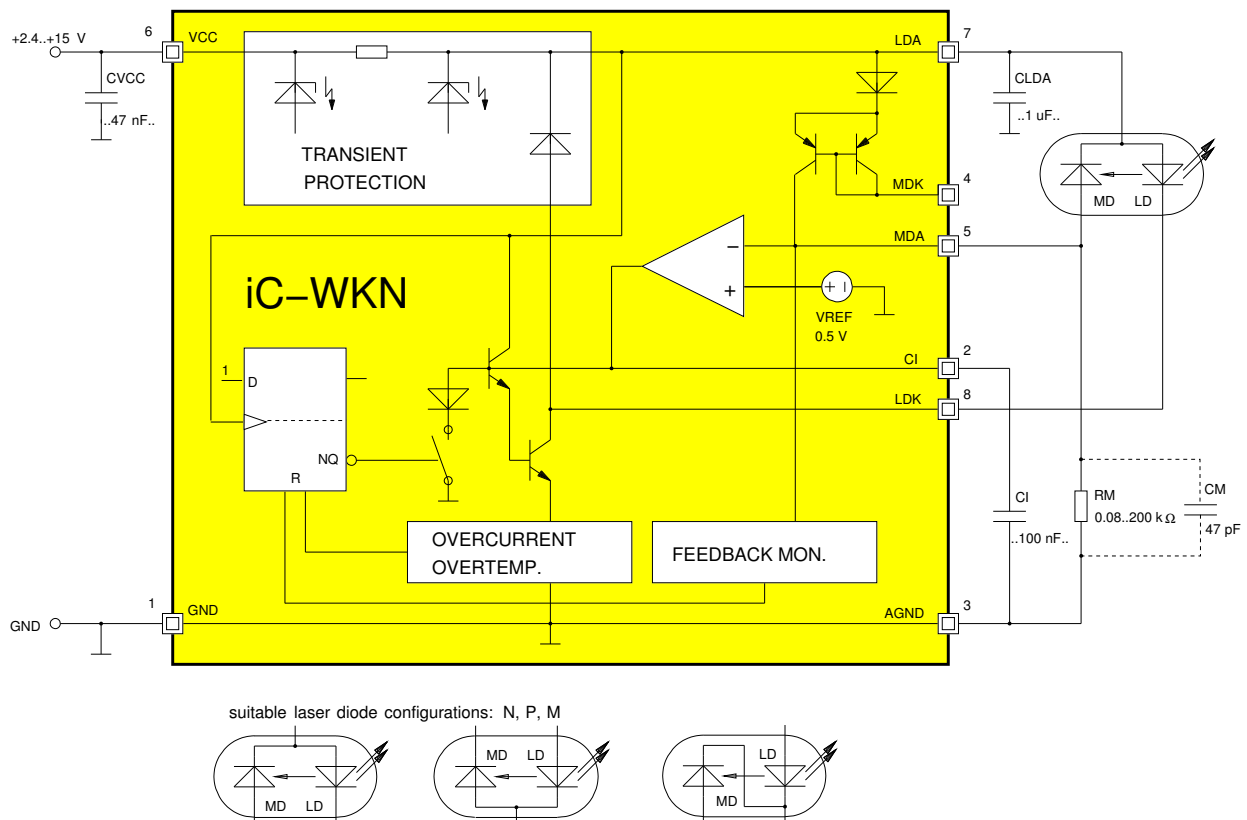 +2.4..+15 V
6
VCC
LDA
7
CVCC
..47 nF..
TRANSIENT
PROTECTION
CLDA
..1 uF..
MDK
4
MD
LD
MDA
5
iC–WKN
–
+
+
–
VREF
0.5 V
CI
2
1
D
LDK
8
NQ
R
OVERCURRENT
OVERTEMP.
FEEDBACK MON.
CI
..100 nF..
RM
0.08..200 kΩ
CM
47 pF
GND
1
GND
AGND
3
suitable laser diode configurations: N, P, M
MD
LD
MD
LD
LD
MD